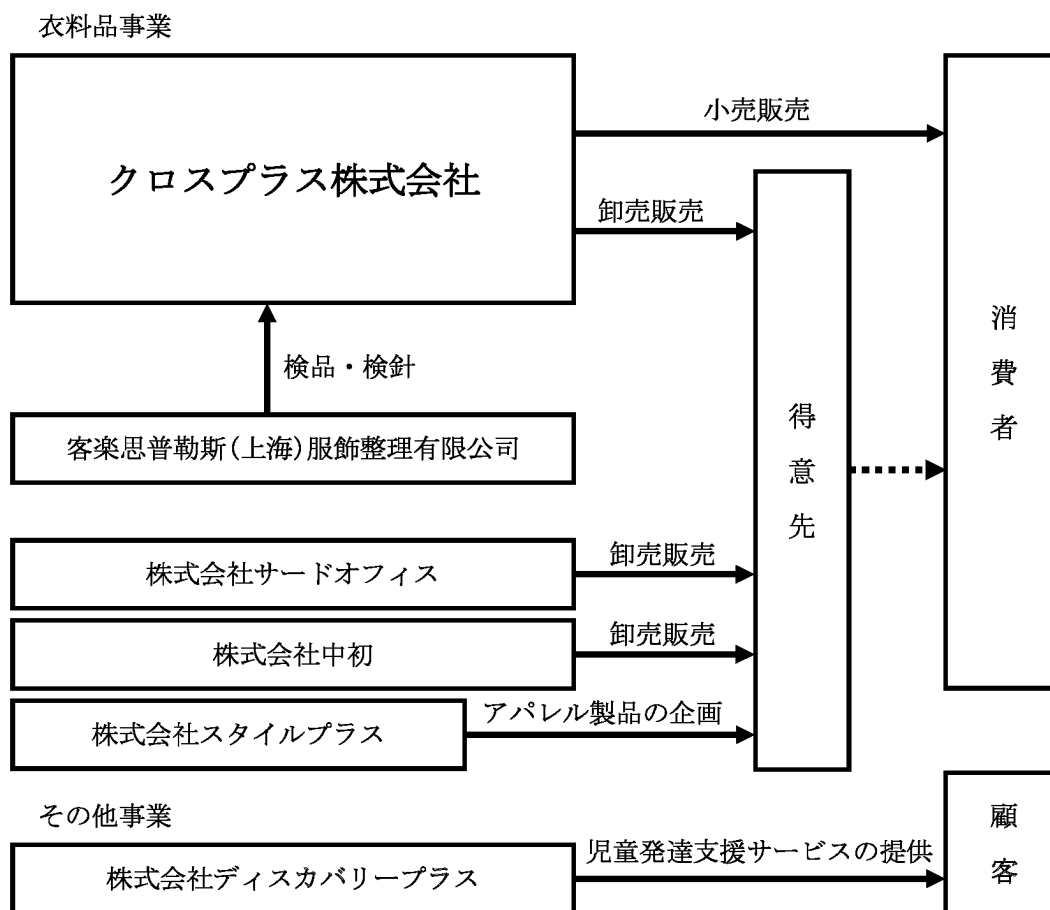 衣料品事業
クロスプラス株式会社
小売販売
卸売販売
検品・検針
客楽思普勒斯(上海)服飾整理有限公司
株式会社サードオフィス
卸売販売
株式会社中初
卸売販売
株式会社スタイルプラス
アパレル製品の企画
得意先
消費者
その他事業
株式会社ディスカバリープラス
児童発達支援サービスの提供
顧客